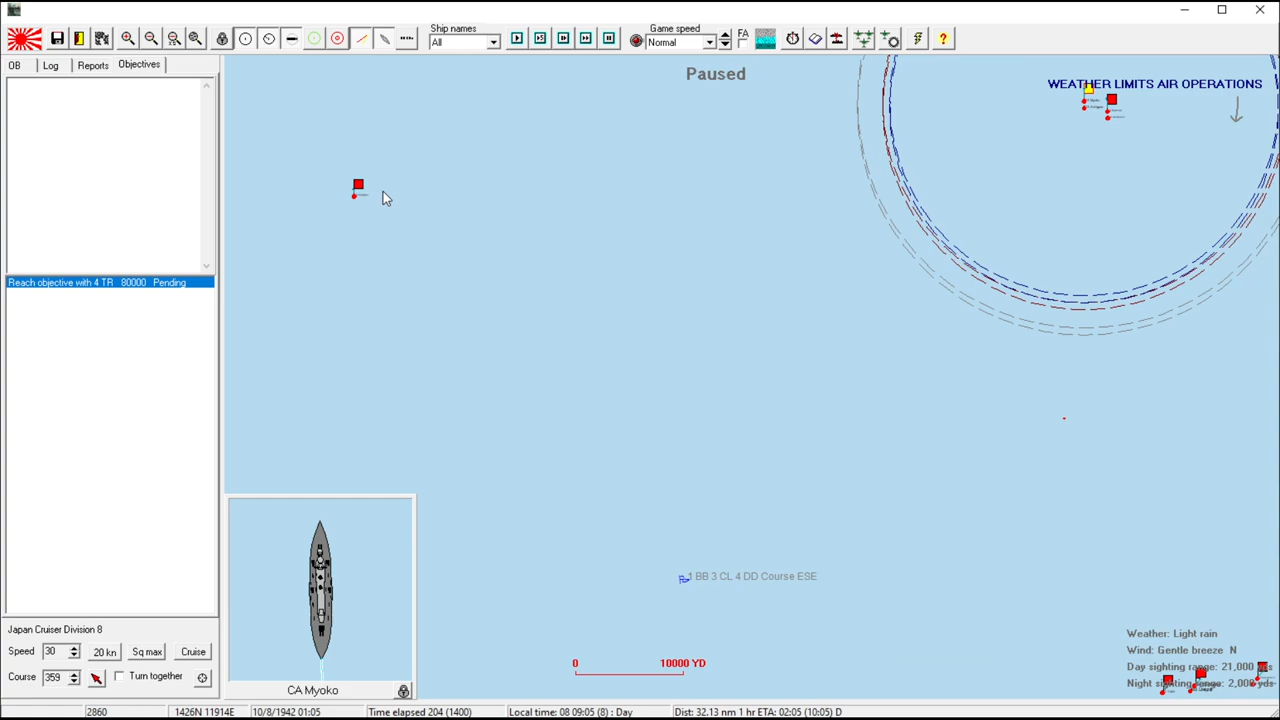 Ship names
Game speed
All
Normal
FA
OB
Log
Reports
Objectives
Paused
WEATHER LIMITS AIR OPERATIONS
Reach objective with 4 TR 80000 Pending
1 BB 3 CL 4 DD Course ESE
Japan Cruiser Division 8
Speed 30 20 kn Sq max Cruise
Course 359 Turn together
CA Myoko
0 10000 YD
Weather: Light rain
Wind: Gentle breeze N
Day sighting range: 21,000 yds
Night sighting range: 2,000 yds
2860 1426N 11914E 10/8/1942 01:05 Time elapsed 204 (1400) Local time: 08 09:05 (8) : Day Dist: 32.13 nm 1 hr ETA: 02:05 (10:05) D